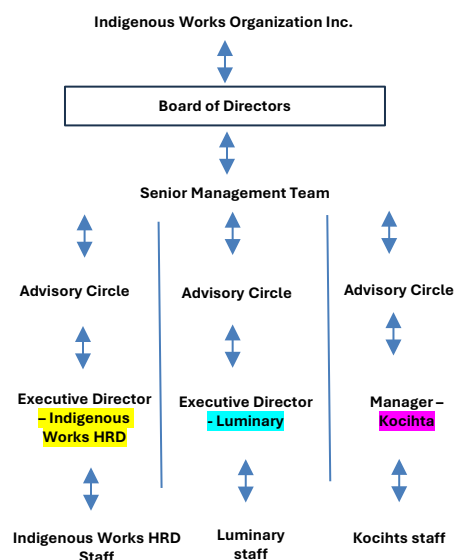 Indigenous Works Organization Inc.
Board of Directors
Senior Management Team
Advisory Circle
Advisory Circle
Advisory Circle
Executive Director
– Indigenous
Works HRD
Executive Director
- Luminary
Manager –
Kocihta
Indigenous Works HRD
Staff
Luminary
staff
Kocihts staff